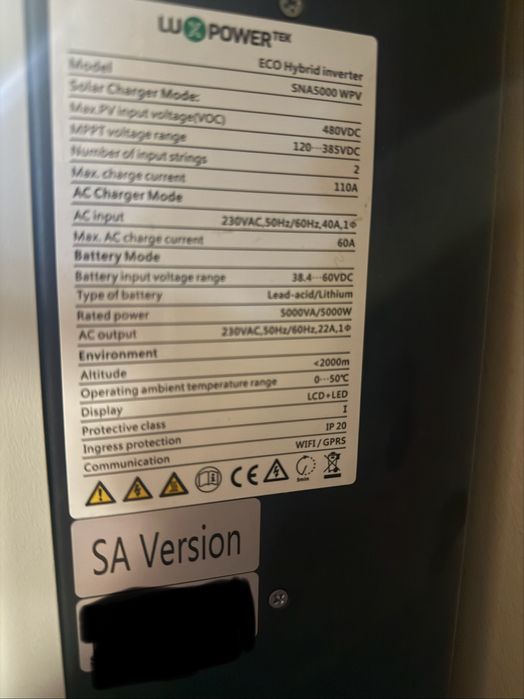 LUXPOWERTEK
Model ECO Hybrid inverter
SNA5000 WPV
Solar Charger Mode:
Max.PV input voltage(VOC) 480VDC
MPPT voltage range 120···385VDC
Number of input strings 2
Max. charge current 110A
AC Charger Mode
AC input 230VAC,50Hz/60Hz,40A,1Φ
Max. AC charge current 60A
Battery Mode
Battery input voltage range 38.4···60VDC
Type of battery Lead-acid/Lithium
Rated power 5000VA/5000W
AC output 230VAC,50Hz/60Hz,22A,1Φ
Environment
Altitude <2000m
Operating ambient temperature range 0···50℃
Display LCD+LED
Protective class I
Ingress protection IP 20
Communication WIFI/GPRS
CE 5min
SA Version